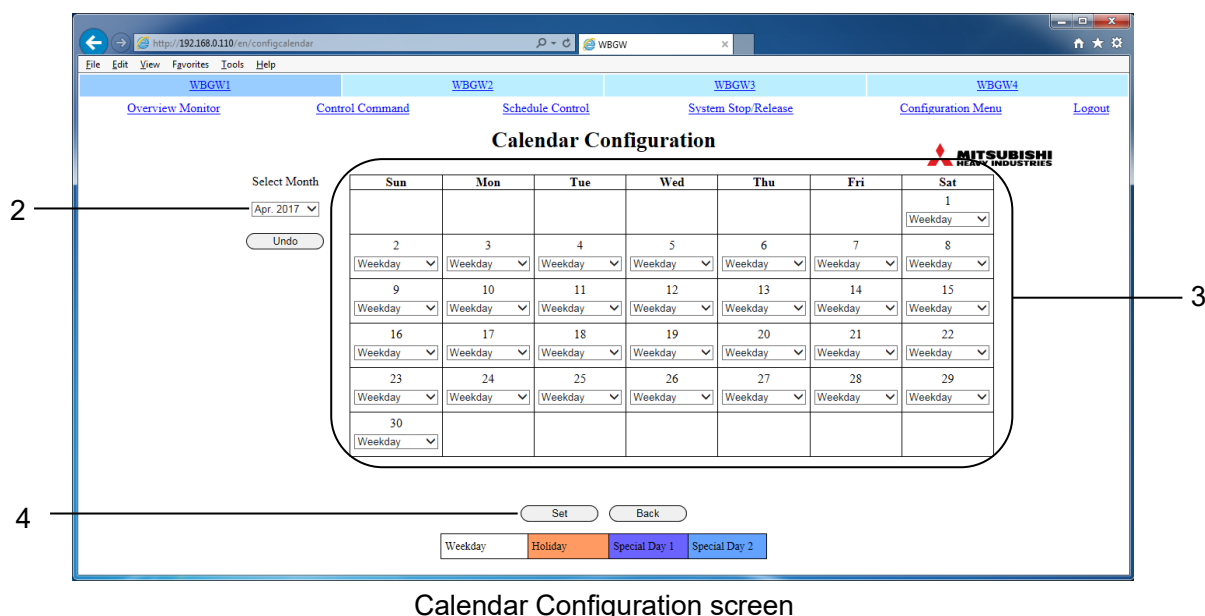 http://192.168.0.110/en/configcalendar WBGW
File Edit View Favorites Tools Help
WBGW1 WBGW2 WBGW3 WBGW4
Overview Monitor Control Command Schedule Control System Stop/Release Configuration Menu Logout
Calendar Configuration
MITSUBISHI
HEAVY INDUSTRIES
Select Month
2
Apr. 2017
Undo
Sun Mon Tue Wed Thu Fri Sat
1
Weekday
2 3 4 5 6 7 8
Weekday Weekday Weekday Weekday Weekday Weekday Weekday
9 10 11 12 13 14 15
Weekday Weekday Weekday Weekday Weekday Weekday Weekday
3
16 17 18 19 20 21 22
Weekday Weekday Weekday Weekday Weekday Weekday Weekday
23 24 25 26 27 28 29
Weekday Weekday Weekday Weekday Weekday Weekday Weekday
30
Weekday
4
Set Back
Weekday Holiday Special Day 1 Special Day 2
Calendar Configuration screen